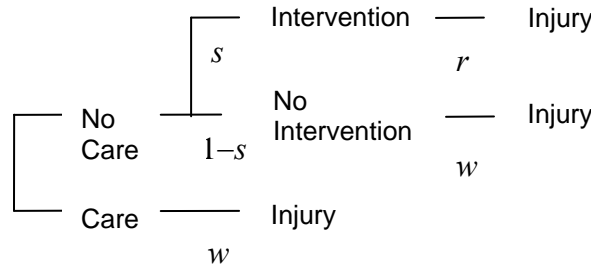 Intervention
Injury
s
r
No
Care
No
Intervention
Injury
1–s
w
Care
Injury
w